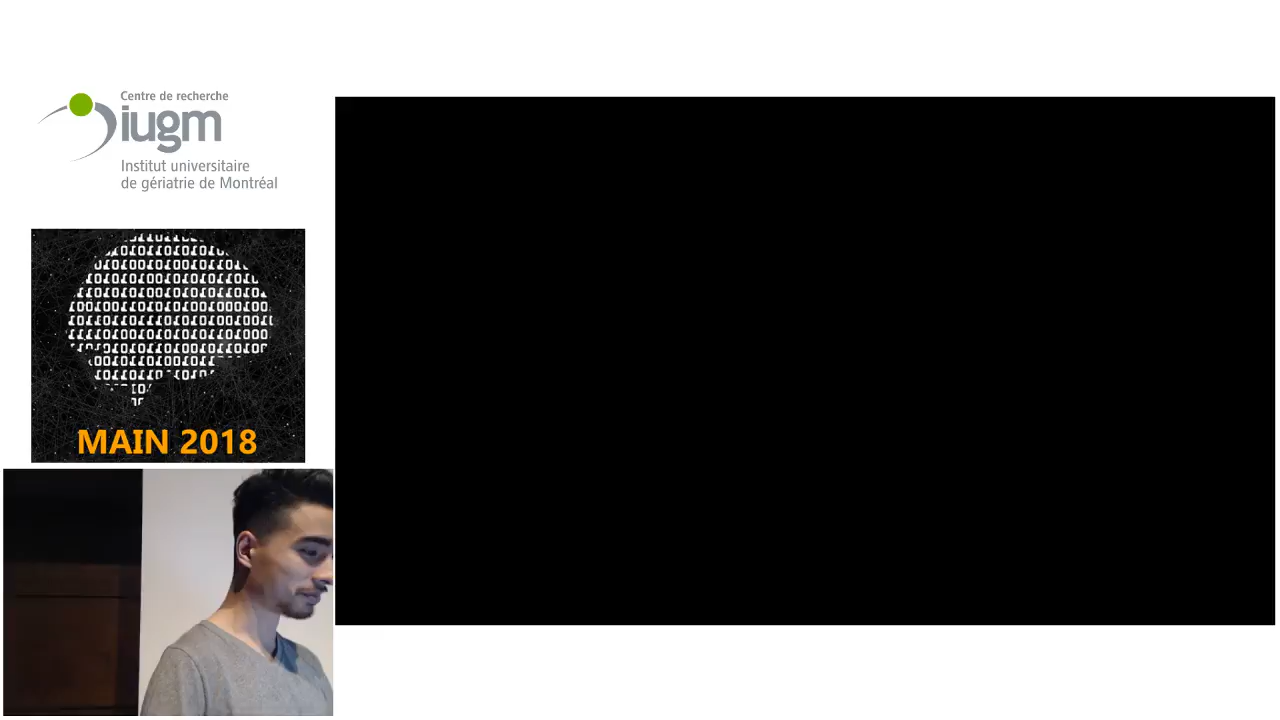 Centre de recherche
iugm
Institut universitaire
de gériatrie de Montréal
MAIN 2018